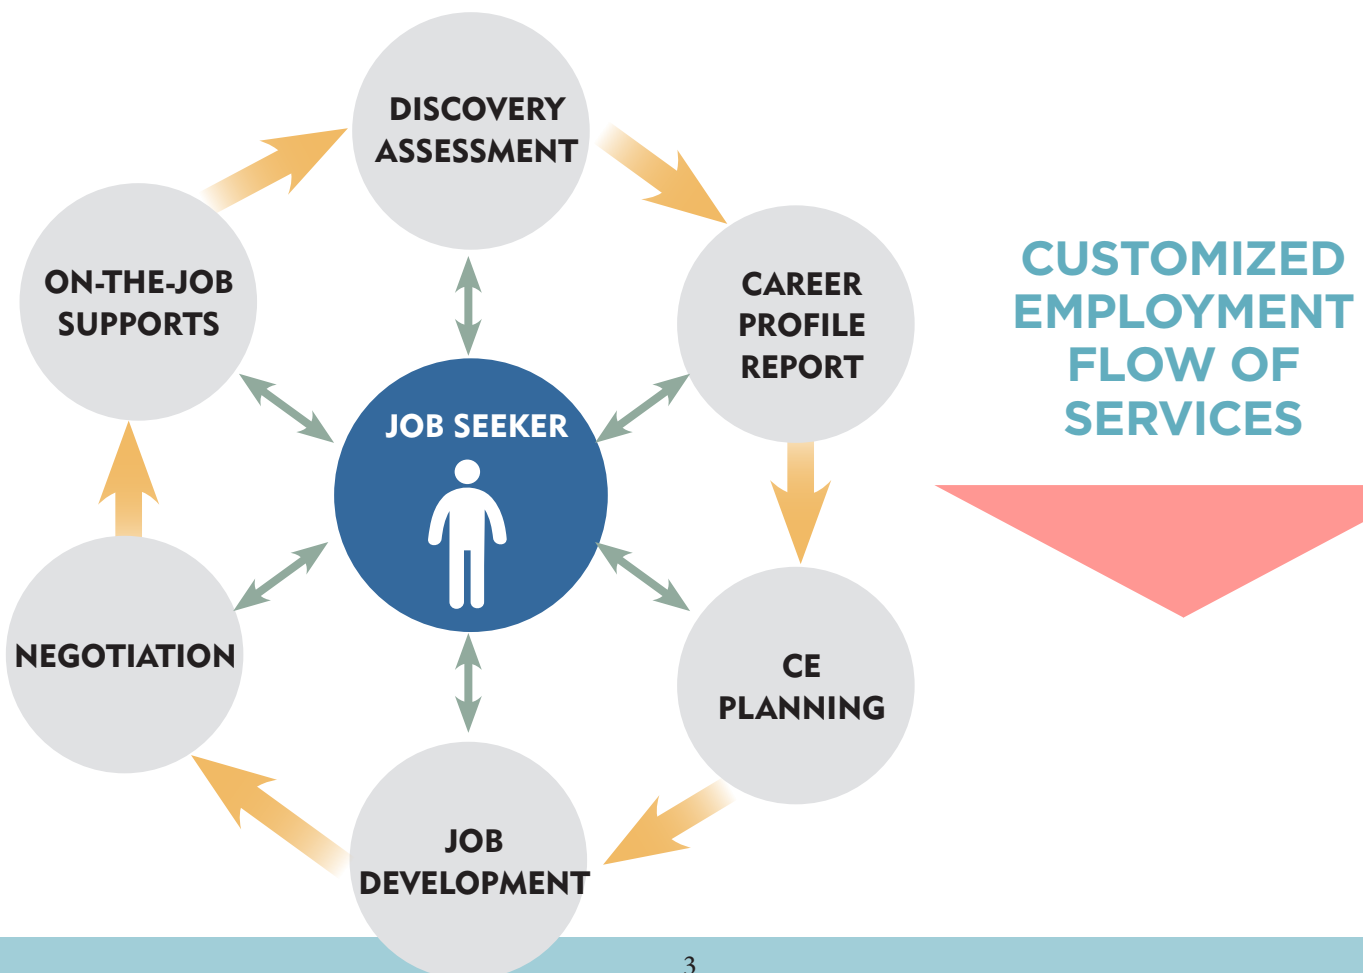 DISCOVERY
ASSESSMENT
CAREER
PROFILE
REPORT
CE
PLANNING
JOB
DEVELOPMENT
NEGOTIATION
ON-THE-JOB
SUPPORTS
JOB SEEKER
CUSTOMIZED
EMPLOYMENT
FLOW OF
SERVICES
3